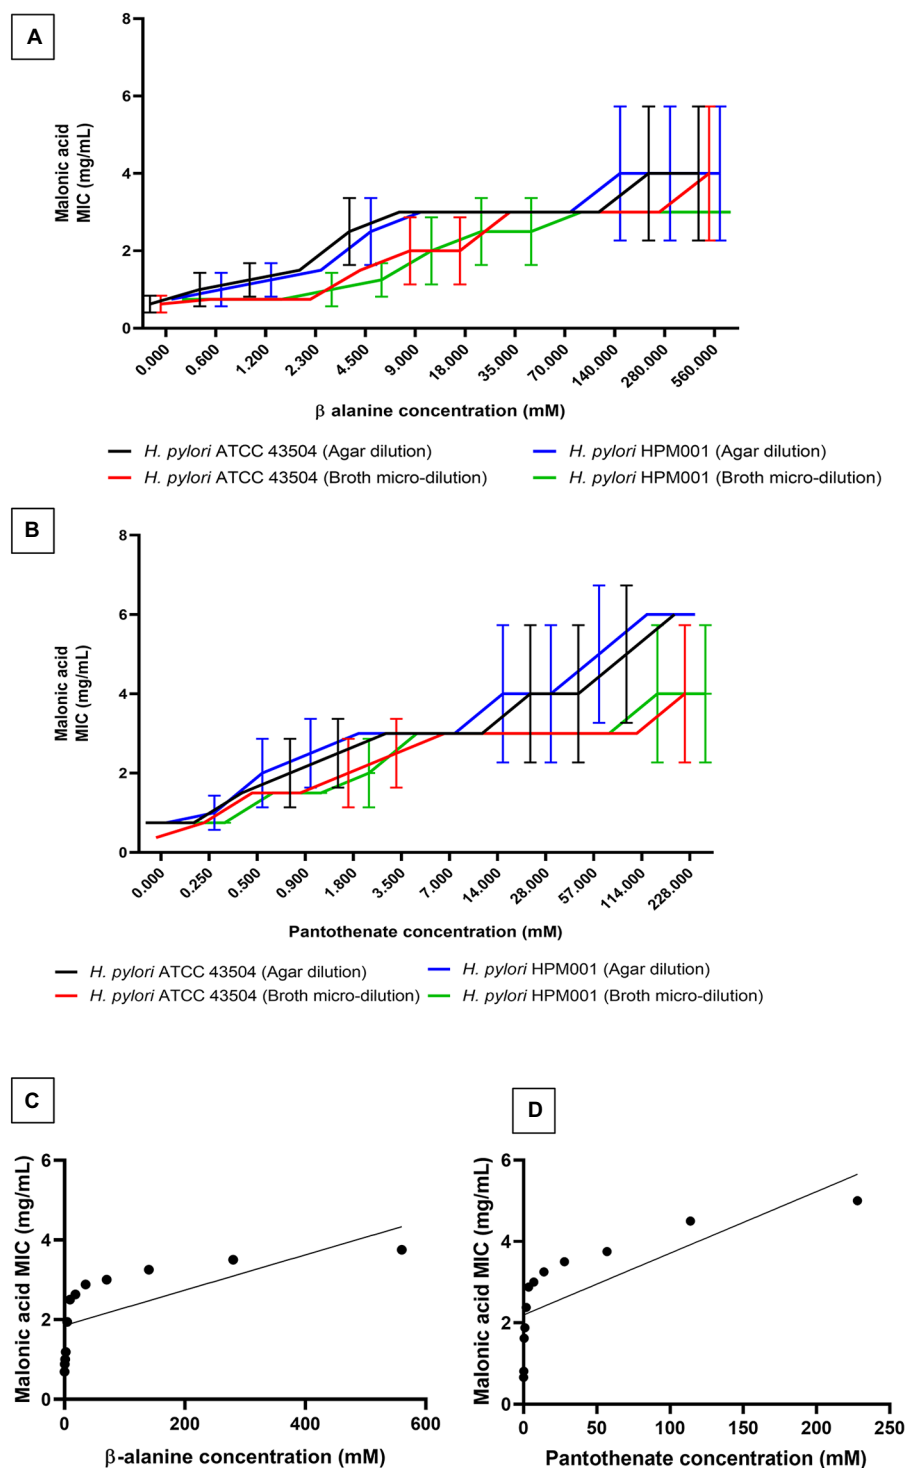 A
Malonic acid
MIC (mg/mL)
8
6
4
2
0
0.000 0.600 1.200 2.300 4.500 9.000 18.000 35.000 70.000 140.000 280.000 560.000
β alanine concentration (mM)
H. pylori ATCC 43504 (Agar dilution) H. pylori HPM001 (Agar dilution)
H. pylori ATCC 43504 (Broth micro-dilution) H. pylori HPM001 (Broth micro-dilution)
B
Malonic acid
MIC (mg/mL)
8
6
4
2
0
0.000 0.250 0.500 0.900 1.800 3.500 7.000 14.000 28.000 57.000 114.000 228.000
Pantothenate concentration (mM)
H. pylori ATCC 43504 (Agar dilution) H. pylori HPM001 (Agar dilution)
H. pylori ATCC 43504 (Broth micro-dilution) H. pylori HPM001 (Broth micro-dilution)
C
Malonic acid MIC (mg/mL)
6
4
2
0
0 200 400 600
β-alanine concentration (mM)
D
Malonic acid MIC (mg/mL)
6
4
2
0
0 50 100 150 200 250
Pantothenate concentration (mM)